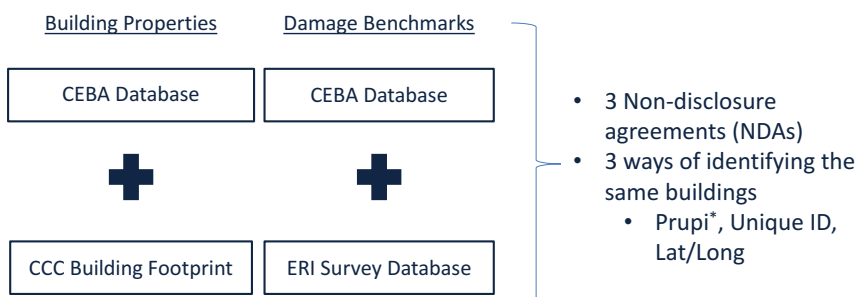 Building Properties
Damage Benchmarks
CEBA Database
CEBA Database
CCC Building Footprint
ERI Survey Database
• 3 Non-disclosure
agreements (NDAs)
• 3 ways of identifying the
same buildings
• Prupi*, Unique ID,
Lat/Long